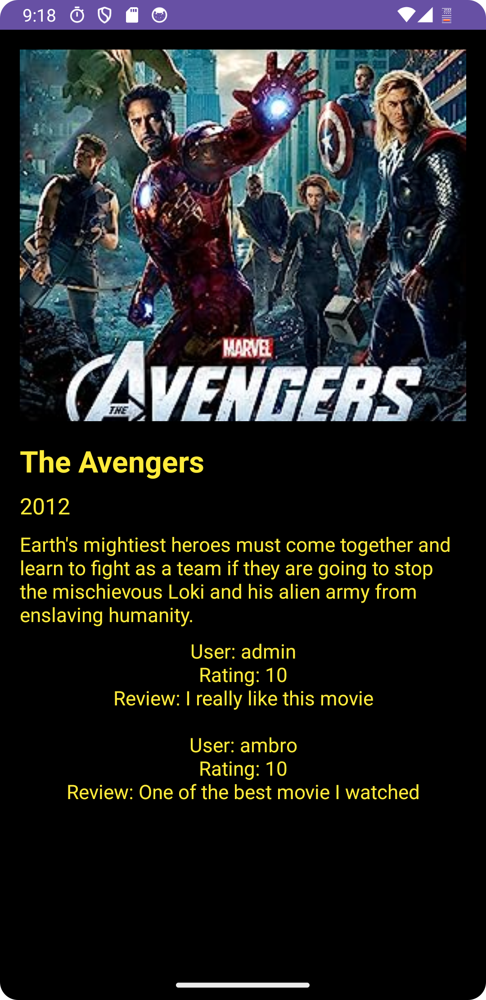 9:18
MARVEL
THE AVENGERS
The Avengers
2012
Earth's mightiest heroes must come together and
learn to fight as a team if they are going to stop
the mischievous Loki and his alien army from
enslaving humanity.
User: admin
Rating: 10
Review: I really like this movie
User: ambro
Rating: 10
Review: One of the best movie I watched